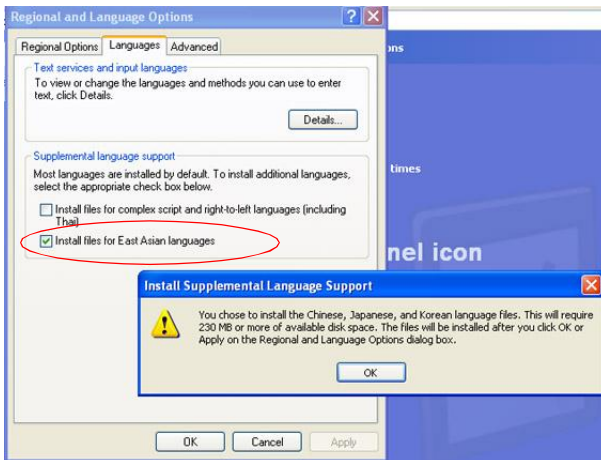 Regional and Language Options
ons
Regional Options Languages Advanced
Text services and input languages
To view or change the languages and methods you can use to enter
text, click Details.
Details...
Supplemental language support
Most languages are installed by default. To install additional languages,
select the appropriate check box below.
times
Install files for complex script and right-to-left languages (including
Thai)
Install files for East Asian languages
nel icon
Install Supplemental Language Support
You chose to install the Chinese, Japanese, and Korean language files. This will require
230 MB or more of available disk space. The files will be installed after you click OK or
Apply on the Regional and Language Options dialog box.
OK
OK Cancel Apply